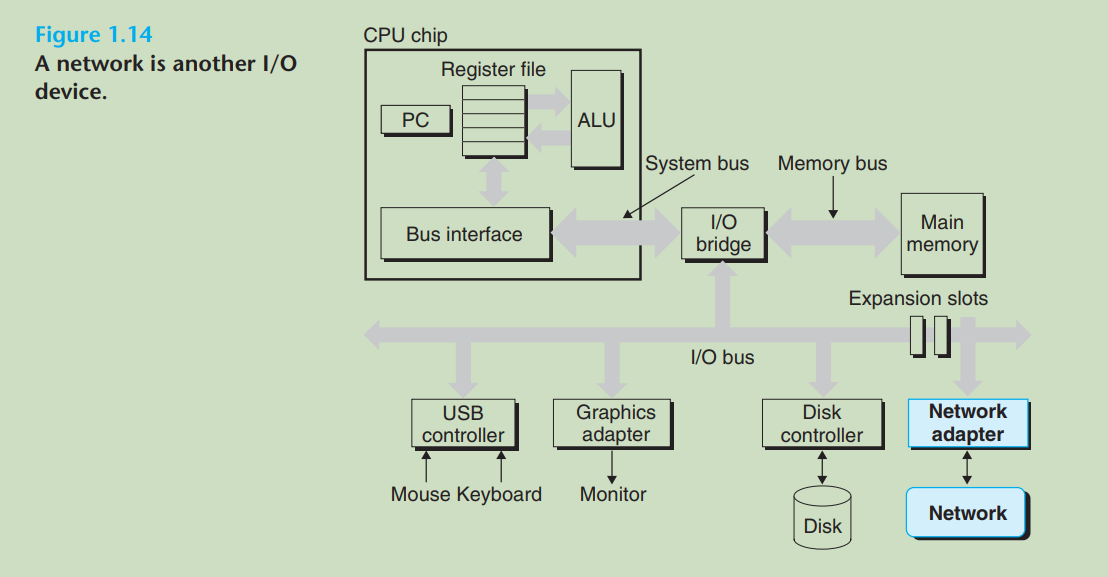 Figure 1.14
A network is another I/O
device.
CPU chip
Register file
PC
ALU
System bus
Memory bus
Bus interface
I/O
bridge
Main
memory
Expansion slots
I/O bus
USB
controller
Graphics
adapter
Disk
controller
Network
adapter
Mouse Keyboard
Monitor
Disk
Network